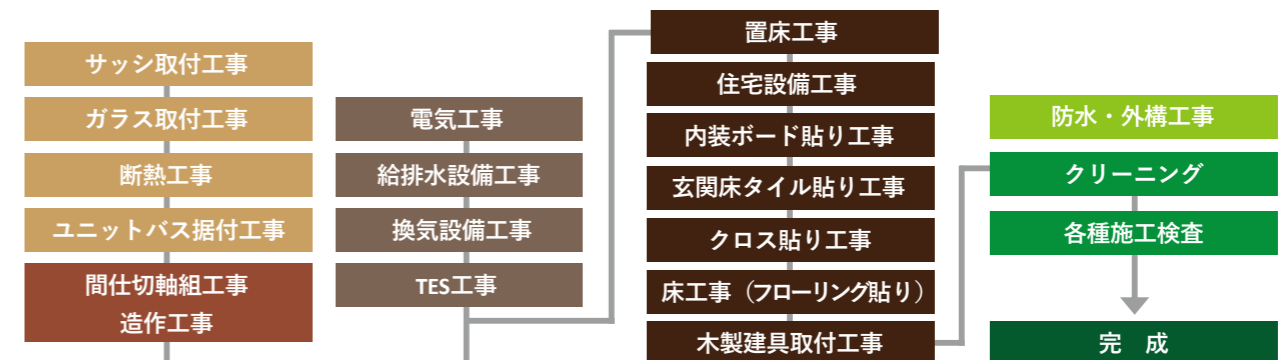 サッシ取付工事
ガラス取付工事
断熱工事
ユニットバス据付工事
間仕切軸組工事
造作工事
電気工事
給排水設備工事
換気設備工事
TES工事
置床工事
住宅設備工事
内装ボード貼り工事
玄関床タイル貼り工事
クロス貼り工事
床工事（フローリング貼り）
木製建具取付工事
防水・外構工事
クリーニング
各種施工検査
完　成